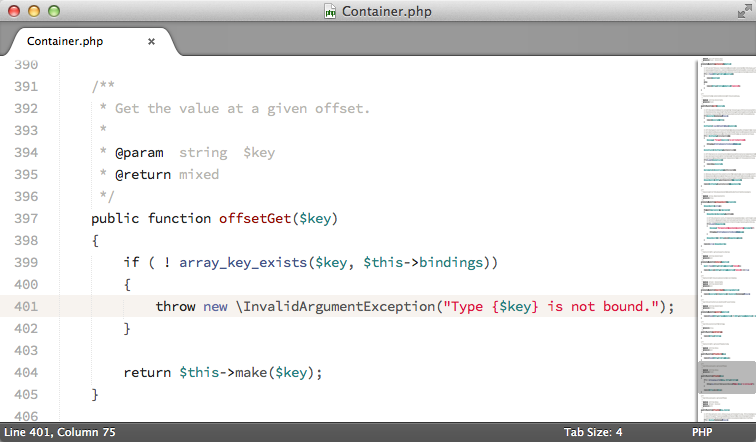 Container.php
Container.php ×
390
391 /**
392 * Get the value at a given offset.
393 *
394 * @param  string  $key
395 * @return mixed
396 */
397 public function offsetGet($key)
398 {
399 if ( ! array_key_exists($key, $this->bindings))
400 {
401 throw new \InvalidArgumentException("Type {$key} is not bound.");
402 }
403
404 return $this->make($key);
405 }
406
Line 401, Column 75 Tab Size: 4 PHP